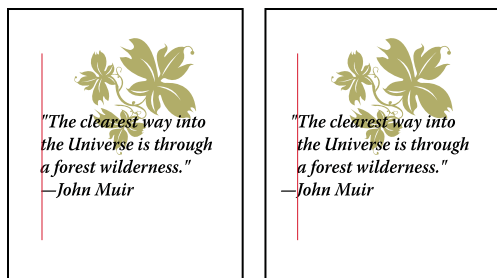 "The clearest way into
the Universe is through
a forest wilderness."
—John Muir
"The clearest way into
the Universe is through
a forest wilderness."
—John Muir